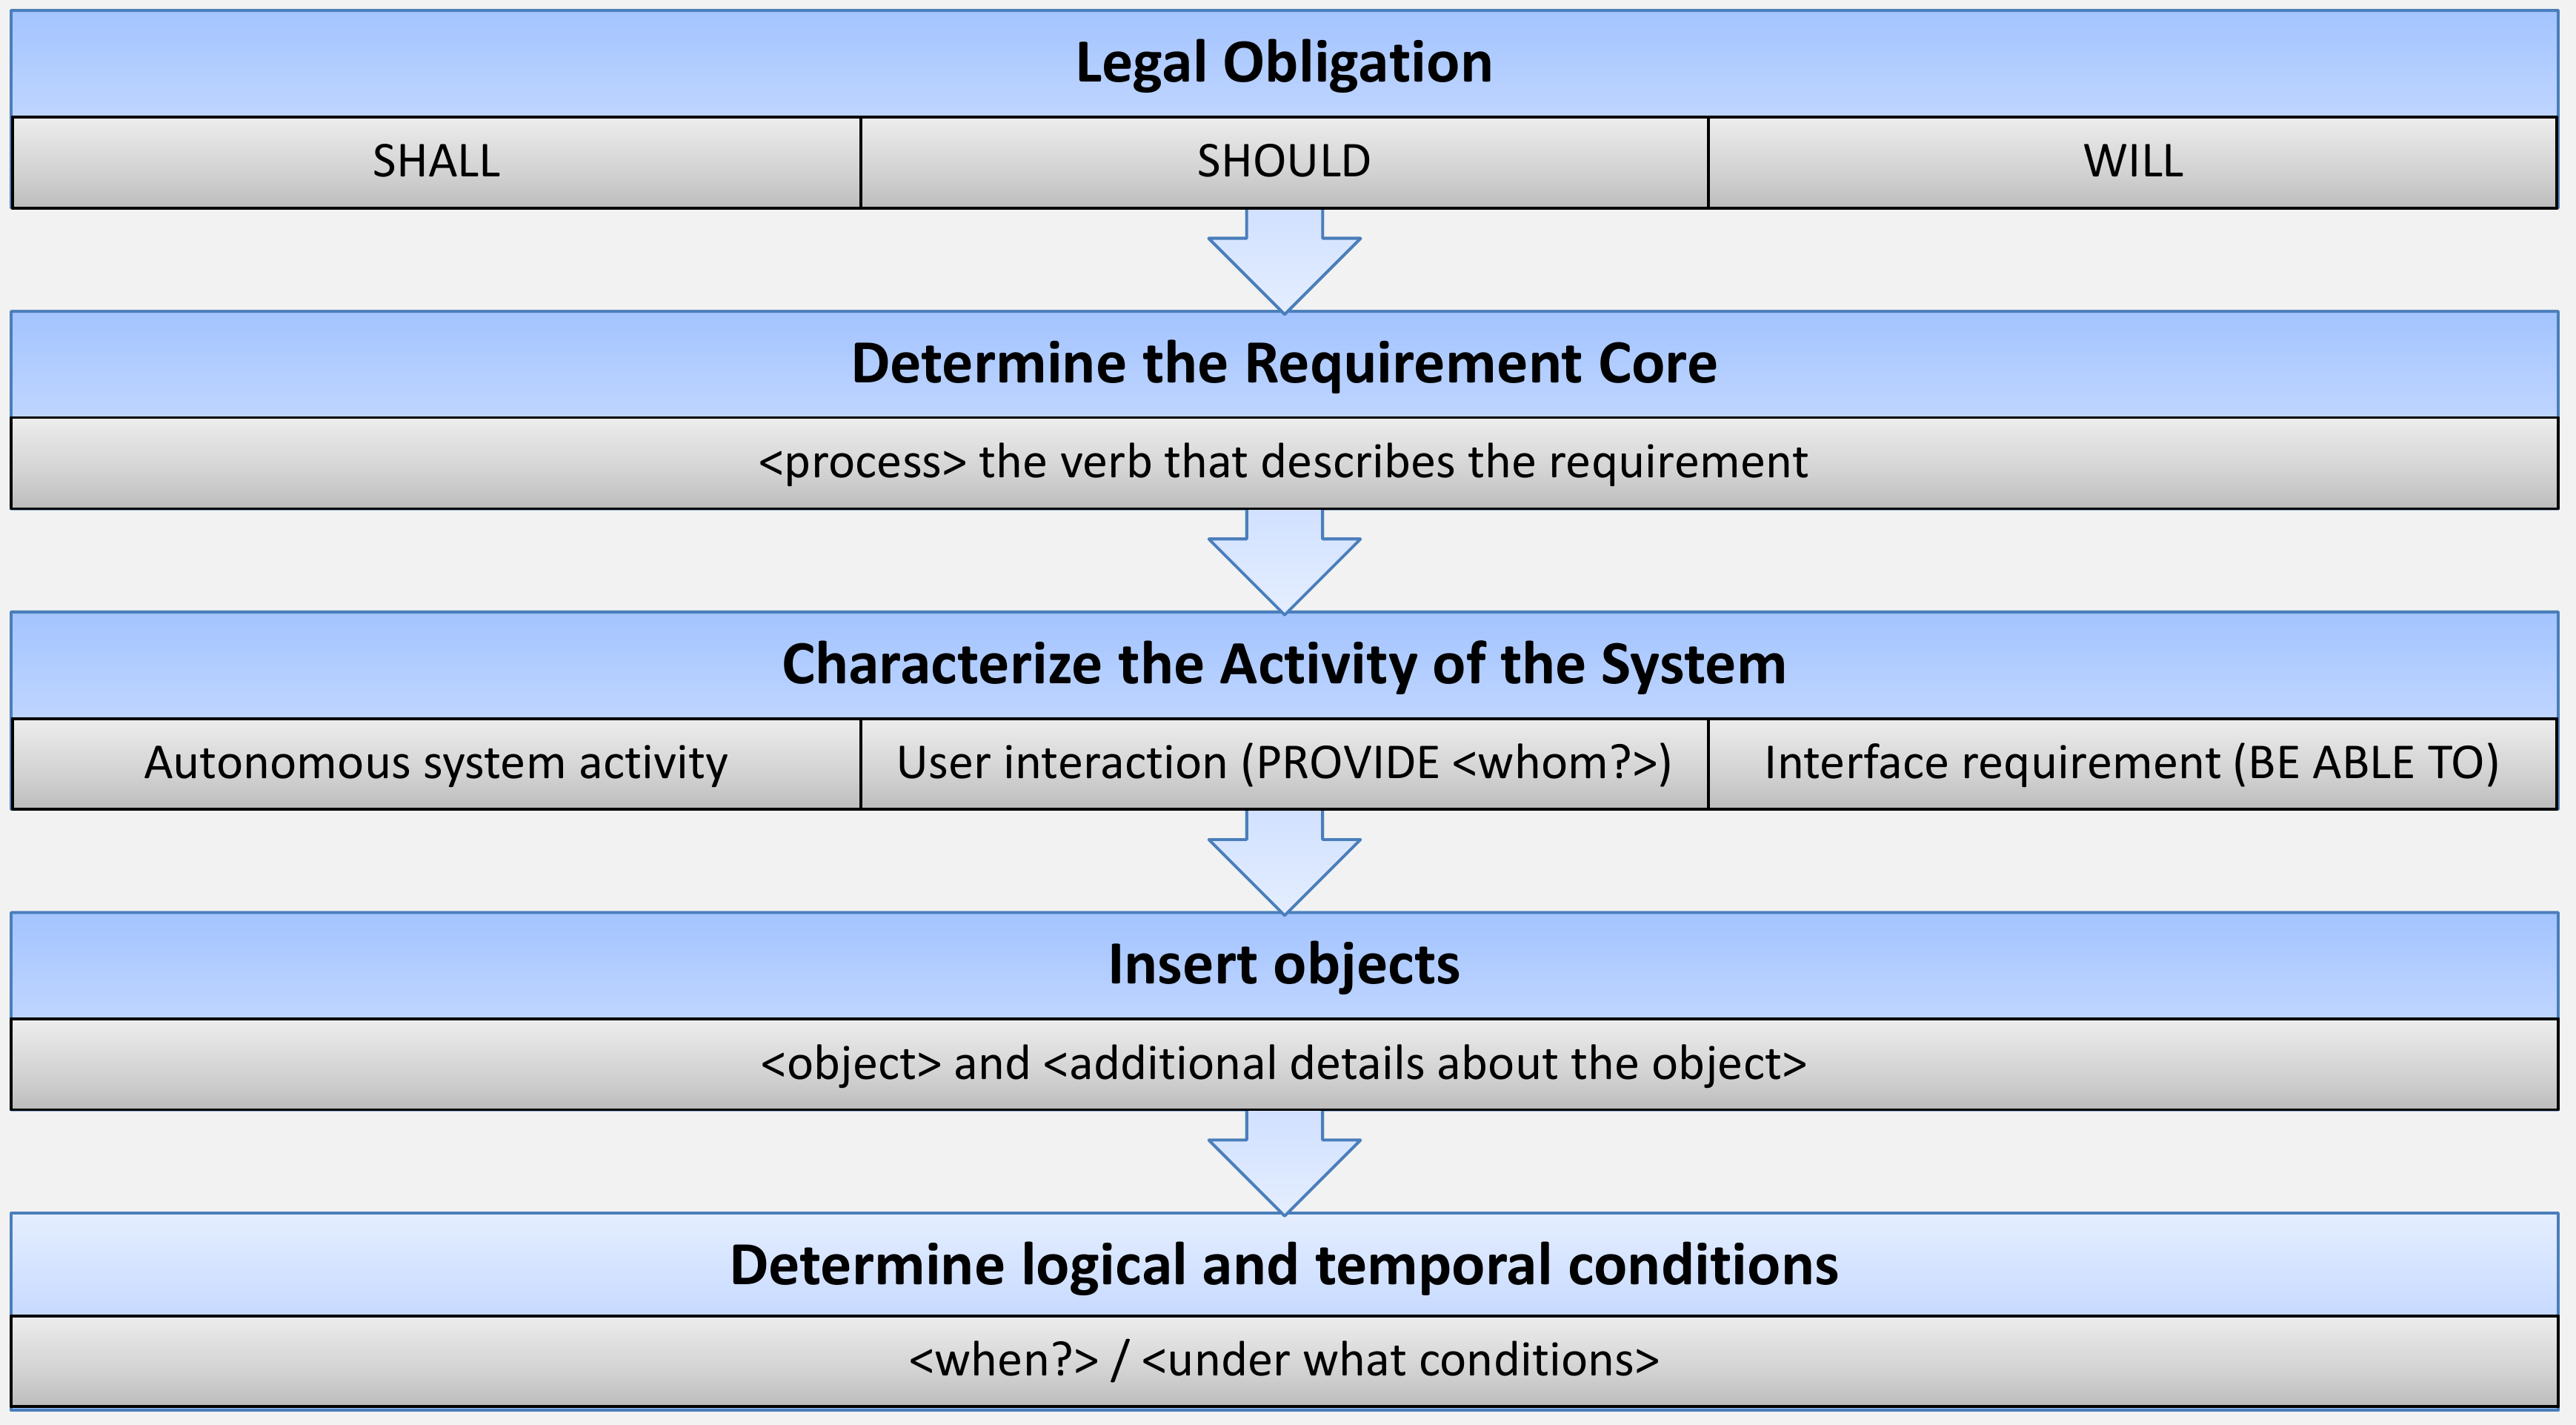 Legal Obligation
SHALL
SHOULD
WILL
Determine the Requirement Core
<process> the verb that describes the requirement
Characterize the Activity of the System
Autonomous system activity
User interaction (PROVIDE <whom?>)
Interface requirement (BE ABLE TO)
Insert objects
<object> and <additional details about the object>
Determine logical and temporal conditions
<when?> / <under what conditions>